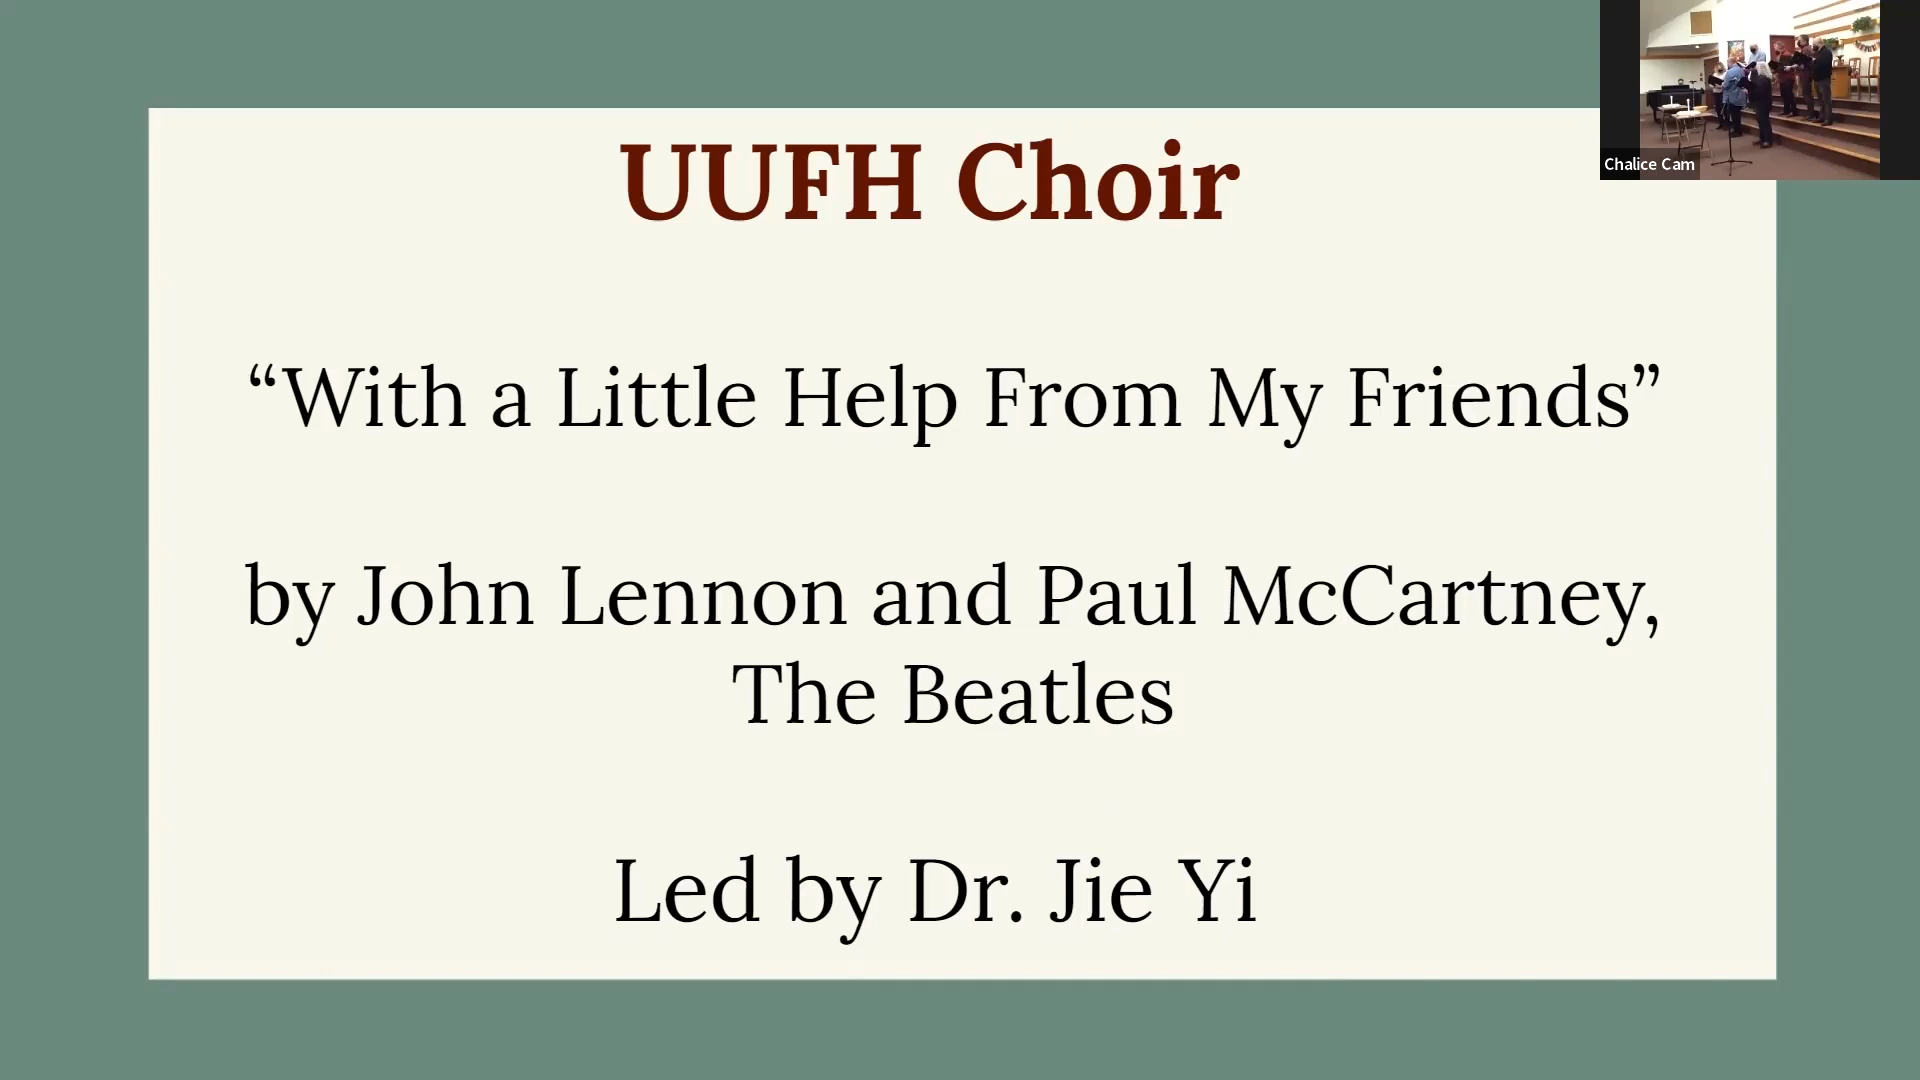 UUFH Choir
“With a Little Help From My Friends”
by John Lennon and Paul McCartney,
The Beatles
Led by Dr. Jie Yi
Chalice Cam